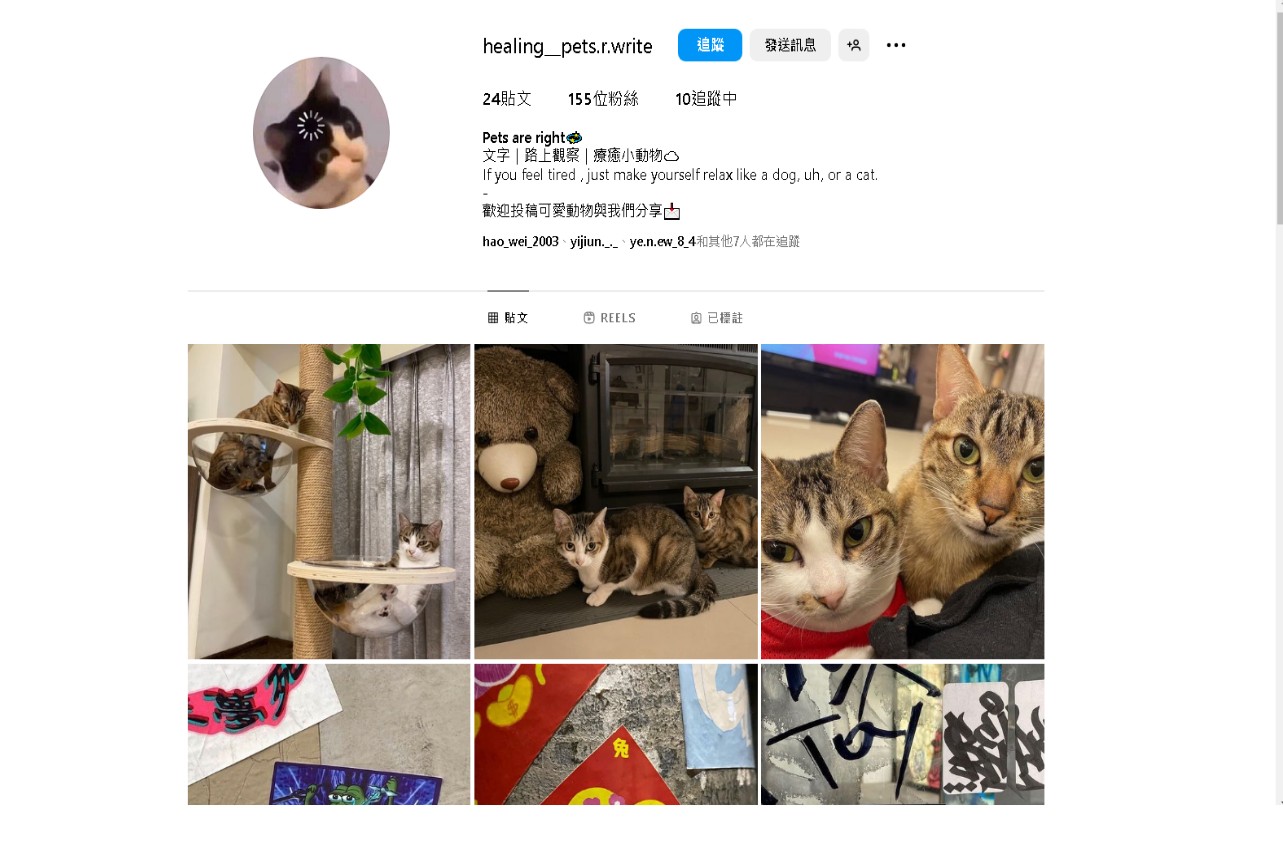 healing__pets.r.write 追蹤 發送訊息
24貼文 155位粉絲 10追蹤中
Pets are right
文字｜路上觀察｜療癒小動物
If you feel tired , just make yourself relax like a dog, uh, or a cat.
-
歡迎投稿可愛動物與我們分享
hao_wei_2003、yijiun._._、ye.n.ew_8_4和其他7人都在追蹤
貼文 REELS 已標註
兔